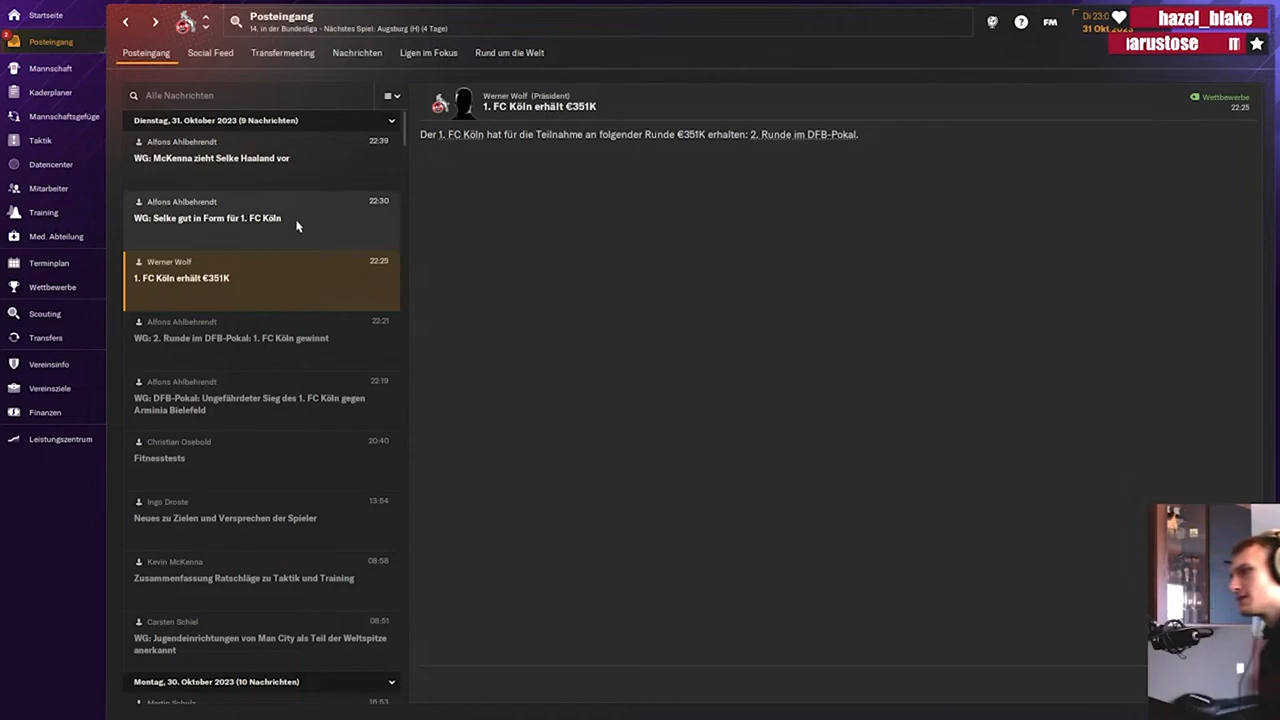 Startseite
2
Posteingang
Mannschaft
Kaderplaner
Mannschaftsgefüge
Taktik
Datencenter
Mitarbeiter
Training
Med. Abteilung
Terminplan
Wettbewerbe
Scouting
Transfers
Vereinsinfo
Vereinsziele
Finanzen
Leistungszentrum
Posteingang
14. in der Bundesliga - Nächstes Spiel: Augsburg (H) (4 Tage)
FM
Di 23:0
31 Okt 2023
hazel_blake
arustose
Posteingang
Social Feed
Transfermeeting
Nachrichten
Ligen im Fokus
Rund um die Welt
Alle Nachrichten
Dienstag, 31. Oktober 2023 (9 Nachrichten)
Alfons Ahlbehrendt 22:39
WG: McKenna zieht Selke Haaland vor
Alfons Ahlbehrendt 22:30
WG: Selke gut in Form für 1. FC Köln
Werner Wolf 22:25
1. FC Köln erhält €351K
Alfons Ahlbehrendt 22:21
WG: 2. Runde im DFB-Pokal: 1. FC Köln gewinnt
Alfons Ahlbehrendt 22:19
WG: DFB-Pokal: Ungefährdeter Sieg des 1. FC Köln gegen
Arminia Bielefeld
Christian Osebold 20:40
Fitnesstests
Ingo Droste 13:54
Neues zu Zielen und Versprechen der Spieler
Kevin McKenna 08:58
Zusammenfassung Ratschläge zu Taktik und Training
Carsten Schiel 08:51
WG: Jugendeinrichtungen von Man City als Teil der Weltspitze
anerkannt
Montag, 30. Oktober 2023 (10 Nachrichten)
Martin Schulz 16:53
Werner Wolf (Präsident)
1. FC Köln erhält €351K
Wettbewerbe
22:25
Der 1. FC Köln hat für die Teilnahme an folgender Runde €351K erhalten: 2. Runde im DFB-Pokal.